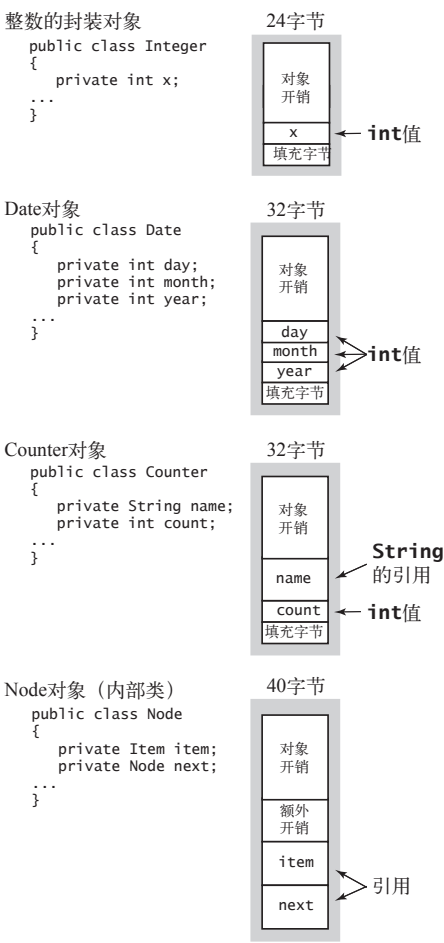 整数的封装对象
24字节
public class Integer
{
private int x;
...
}
对象
开销
x
填充字节
int值
Date对象
32字节
public class Date
{
private int day;
private int month;
private int year;
...
}
对象
开销
day
month
year
填充字节
int值
Counter对象
32字节
public class Counter
{
private String name;
private int count;
...
}
对象
开销
name
count
填充字节
String
的引用
int值
Node对象（内部类）
40字节
public class Node
{
private Item item;
private Node next;
...
}
对象
开销
额外
开销
item
next
引用